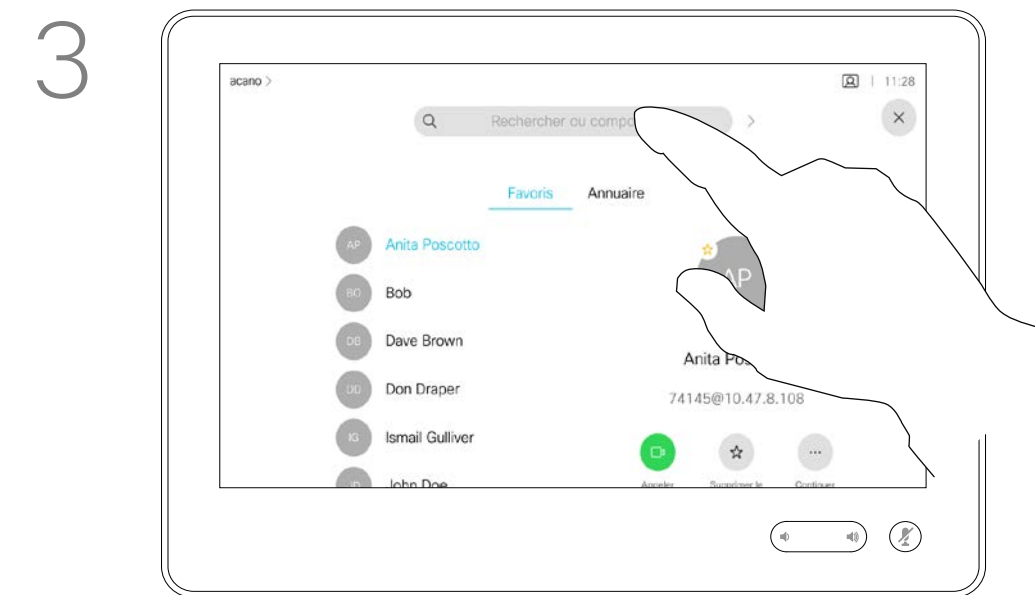 3
acano >
11:28
Rechercher ou compo
Favoris Annuaire
AP Anita Poscotto
AP
BO Bob
DB Dave Brown
Anita Pos
DD Don Draper
74145@10.47.8.108
IG Ismail Gulliver
JD John Doe
Appeler Supprimer le Continuer